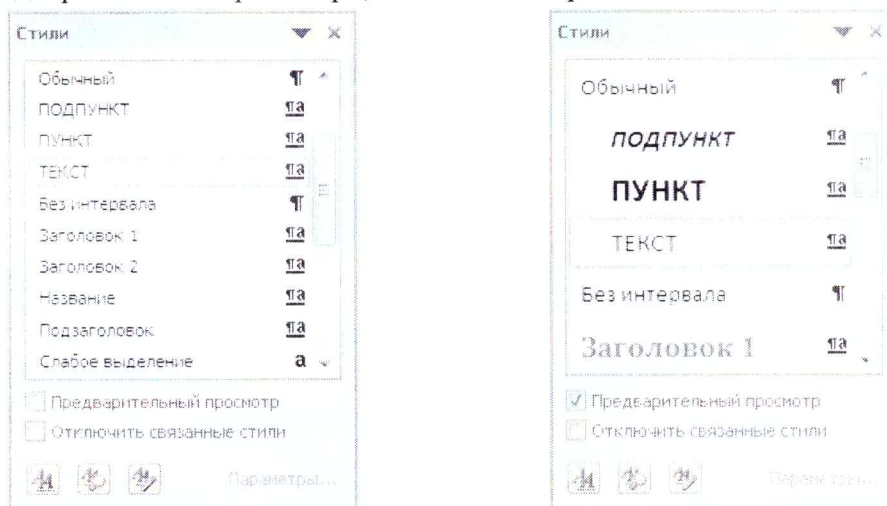 Стили
Обычный
ПОДПУНКТ
ПУНКТ
ТЕКСТ
Без интервала
Заголовок 1
Заголовок 2
Название
Подзаголовок
Слабое выделение
Предварительный просмотр
Отключить связанные стили
Параметры...
Стили
Обычный
ПОДПУНКТ
ПУНКТ
ТЕКСТ
Без интервала
Заголовок 1
Предварительный просмотр
Отключить связанные стили
Параметры...